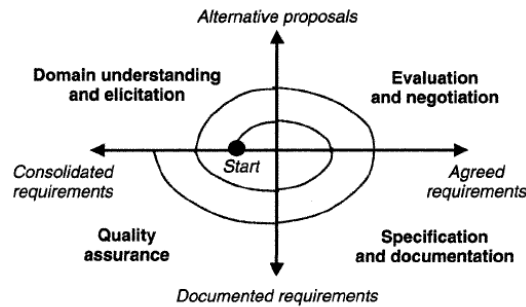 Alternative proposals
Domain understanding
and elicitation
Evaluation
and negotiation
Start
Consolidated
requirements
Agreed
requirements
Quality
assurance
Specification
and documentation
Documented requirements